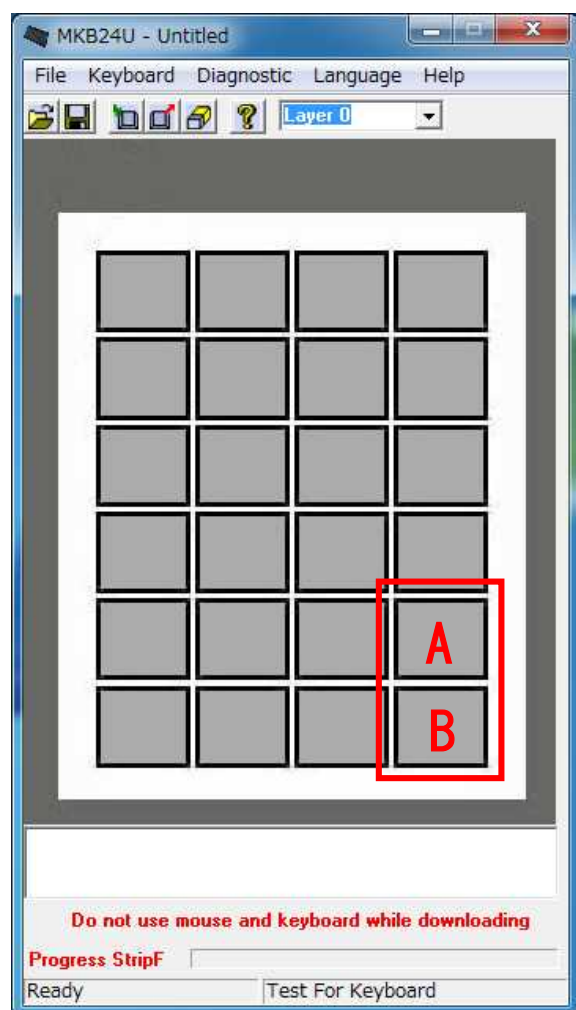 MKB24U - Untitled
File Keyboard Diagnostic Language Help
Layer 0
A
B
Do not use mouse and keyboard while downloading
Progress StripF
Ready Test For Keyboard